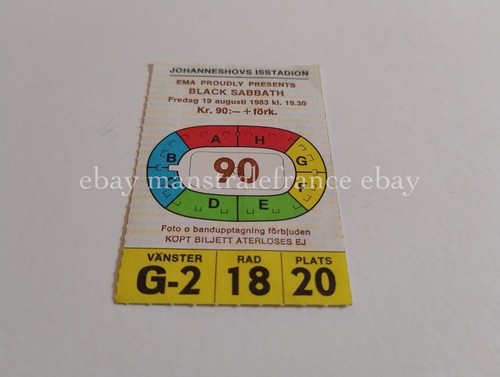 JOHANNESHOVS ISSTADION
EMA PROUDLY PRESENTS
BLACK SABBATH
Fredag 19 augusti 1983 kl. 19.30
Kr. 90:— + förk.
A H
B G
90
C F
D E
ebay manstralefrance ebay
Foto o bandupptagning förbjuden
KÖPT BILJETT ÅTERLÖSES EJ
VÄNSTER RAD PLATS
G-2 18 20